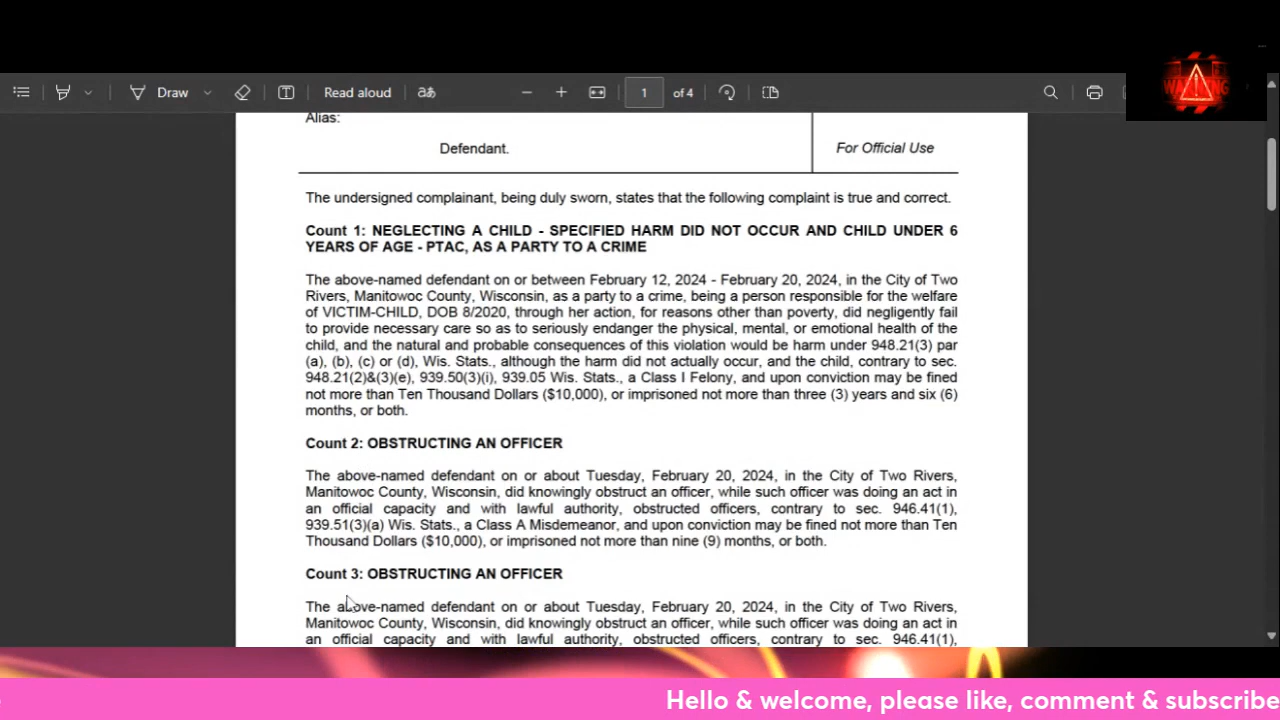 Draw
Read aloud
aあ
1 of 4
WARNING
Alias:
Defendant.
For Official Use
The undersigned complainant, being duly sworn, states that the following complaint is true and correct.
Count 1: NEGLECTING A CHILD - SPECIFIED HARM DID NOT OCCUR AND CHILD UNDER 6
YEARS OF AGE - PTAC, AS A PARTY TO A CRIME
The above-named defendant on or between February 12, 2024 - February 20, 2024, in the City of Two
Rivers, Manitowoc County, Wisconsin, as a party to a crime, being a person responsible for the welfare
of VICTIM-CHILD, DOB 8/2020, through her action, for reasons other than poverty, did negligently fail
to provide necessary care so as to seriously endanger the physical, mental, or emotional health of the
child, and the natural and probable consequences of this violation would be harm under 948.21(3) par
(a), (b), (c) or (d), Wis. Stats., although the harm did not actually occur, and the child, contrary to sec.
948.21(2)&(3)(e), 939.50(3)(i), 939.05 Wis. Stats., a Class I Felony, and upon conviction may be fined
not more than Ten Thousand Dollars ($10,000), or imprisoned not more than three (3) years and six (6)
months, or both.
Count 2: OBSTRUCTING AN OFFICER
The above-named defendant on or about Tuesday, February 20, 2024, in the City of Two Rivers,
Manitowoc County, Wisconsin, did knowingly obstruct an officer, while such officer was doing an act in
an official capacity and with lawful authority, obstructed officers, contrary to sec. 946.41(1),
939.51(3)(a) Wis. Stats., a Class A Misdemeanor, and upon conviction may be fined not more than Ten
Thousand Dollars ($10,000), or imprisoned not more than nine (9) months, or both.
Count 3: OBSTRUCTING AN OFFICER
The above-named defendant on or about Tuesday, February 20, 2024, in the City of Two Rivers,
Manitowoc County, Wisconsin, did knowingly obstruct an officer, while such officer was doing an act in
an official capacity and with lawful authority, obstructed officers, contrary to sec. 946.41(1),
Hello & welcome, please like, comment & subscribe